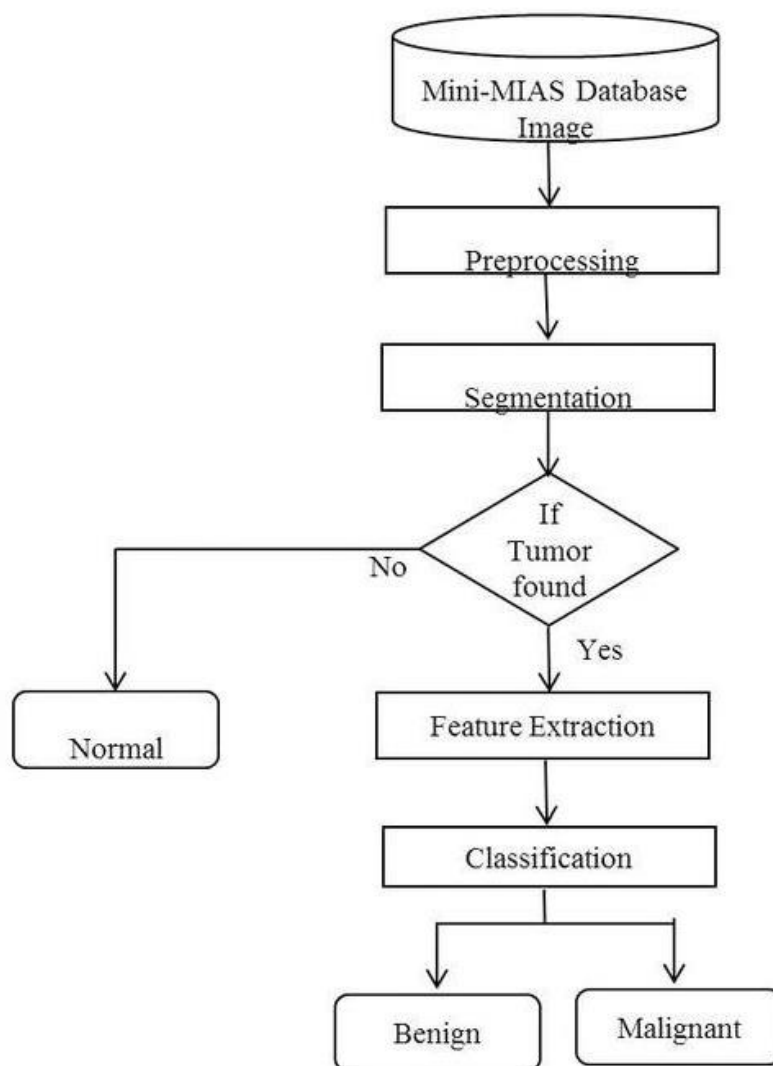 Mini-MIAS Database
Image
Preprocessing
Segmentation
If
Tumor
found
No
Yes
Normal
Feature Extraction
Classification
Benign
Malignant